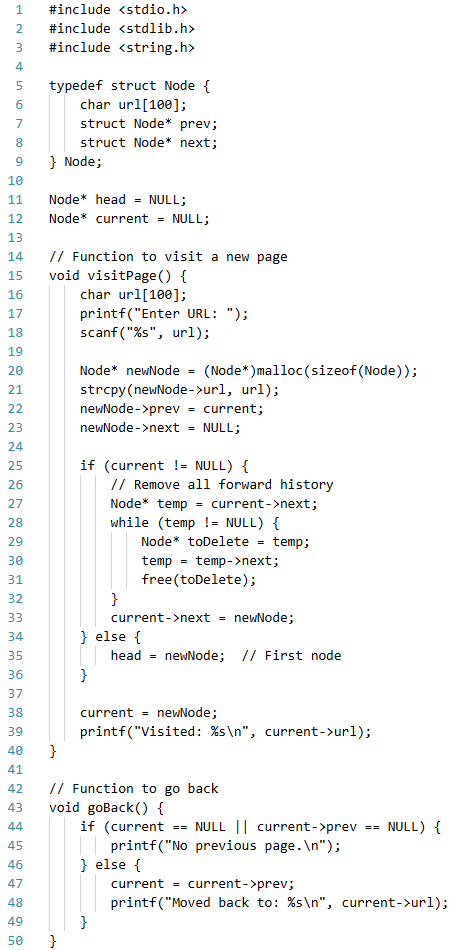 1 #include <stdio.h>
2 #include <stdlib.h>
3 #include <string.h>
4
5 typedef struct Node {
6     char url[100];
7     struct Node* prev;
8     struct Node* next;
9 } Node;
10
11 Node* head = NULL;
12 Node* current = NULL;
13
14 // Function to visit a new page
15 void visitPage() {
16     char url[100];
17     printf("Enter URL: ");
18     scanf("%s", url);
19
20     Node* newNode = (Node*)malloc(sizeof(Node));
21     strcpy(newNode->url, url);
22     newNode->prev = current;
23     newNode->next = NULL;
24
25     if (current != NULL) {
26         // Remove all forward history
27         Node* temp = current->next;
28         while (temp != NULL) {
29             Node* toDelete = temp;
30             temp = temp->next;
31             free(toDelete);
32         }
33         current->next = newNode;
34     } else {
35         head = newNode;  // First node
36     }
37
38     current = newNode;
39     printf("Visited: %s\n", current->url);
40 }
41
42 // Function to go back
43 void goBack() {
44     if (current == NULL || current->prev == NULL) {
45         printf("No previous page.\n");
46     } else {
47         current = current->prev;
48         printf("Moved back to: %s\n", current->url);
49     }
50 }